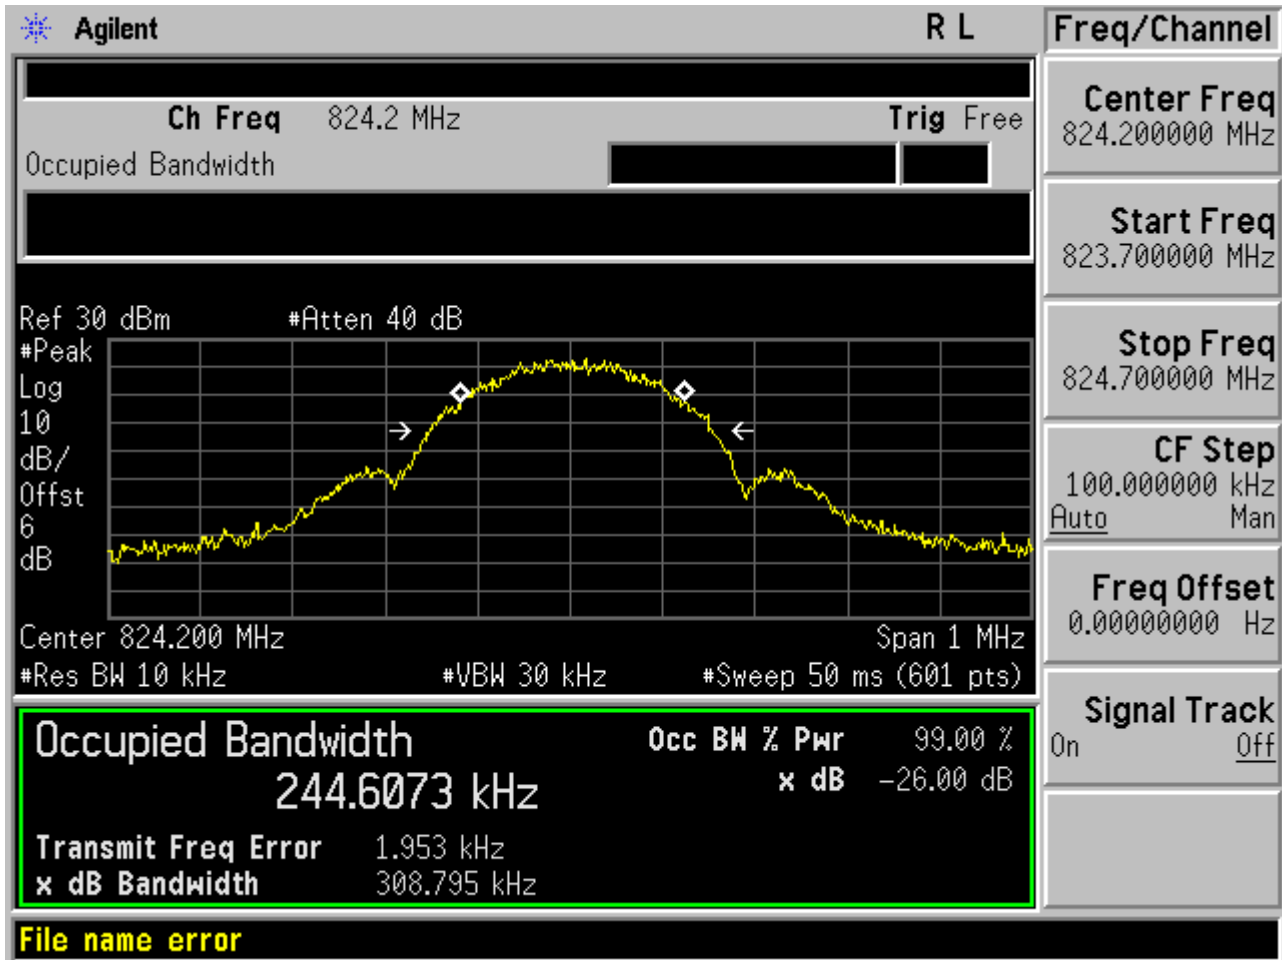 Agilent R L Freq/Channel
Ch Freq 824.2 MHz Trig Free
Occupied Bandwidth
Center Freq
824.200000 MHz
Start Freq
823.700000 MHz
Stop Freq
824.700000 MHz
CF Step
100.000000 kHz
Auto Man
Freq Offset
0.00000000 Hz
Signal Track
On Off
Ref 30 dBm #Atten 40 dB
#Peak
Log
10
dB/
Offst
6
dB
Center 824.200 MHz Span 1 MHz
#Res BW 10 kHz #VBW 30 kHz #Sweep 50 ms (601 pts)
Occupied Bandwidth
244.6073 kHz
Occ BW % Pwr 99.00 %
x dB -26.00 dB
Transmit Freq Error 1.953 kHz
x dB Bandwidth 308.795 kHz
File name error